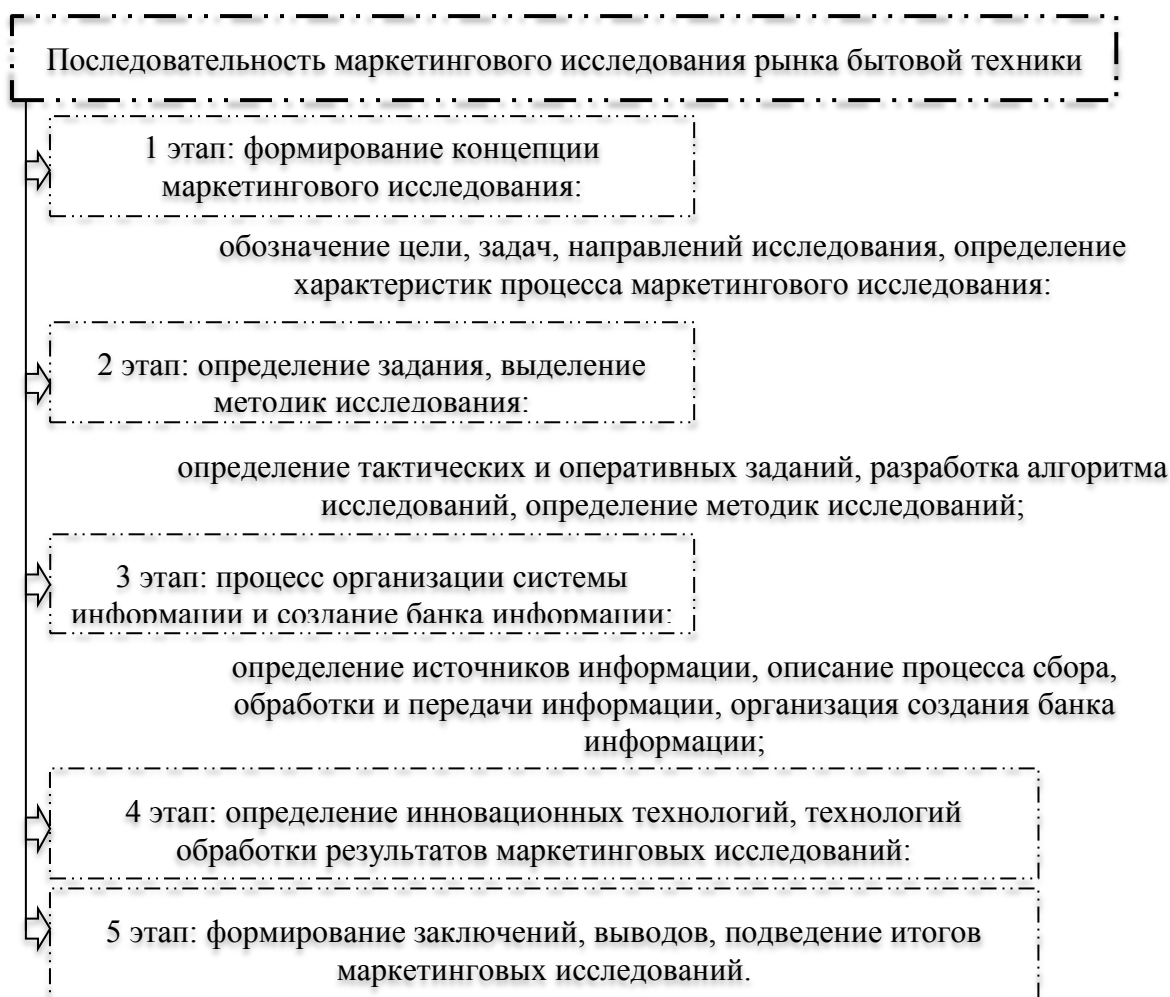 Последовательность маркетингового исследования рынка бытовой техники
1 этап: формирование концепции
маркетингового исследования:
обозначение цели, задач, направлений исследования, определение
характеристик процесса маркетингового исследования:
2 этап: определение задания, выделение
методик исследования:
определение тактических и оперативных заданий, разработка алгоритма
исследований, определение методик исследований;
3 этап: процесс организации системы
информации и создание банка информации:
определение источников информации, описание процесса сбора,
обработки и передачи информации, организация создания банка
информации;
4 этап: определение инновационных технологий, технологий
обработки результатов маркетинговых исследований:
5 этап: формирование заключений, выводов, подведение итогов
маркетинговых исследований.